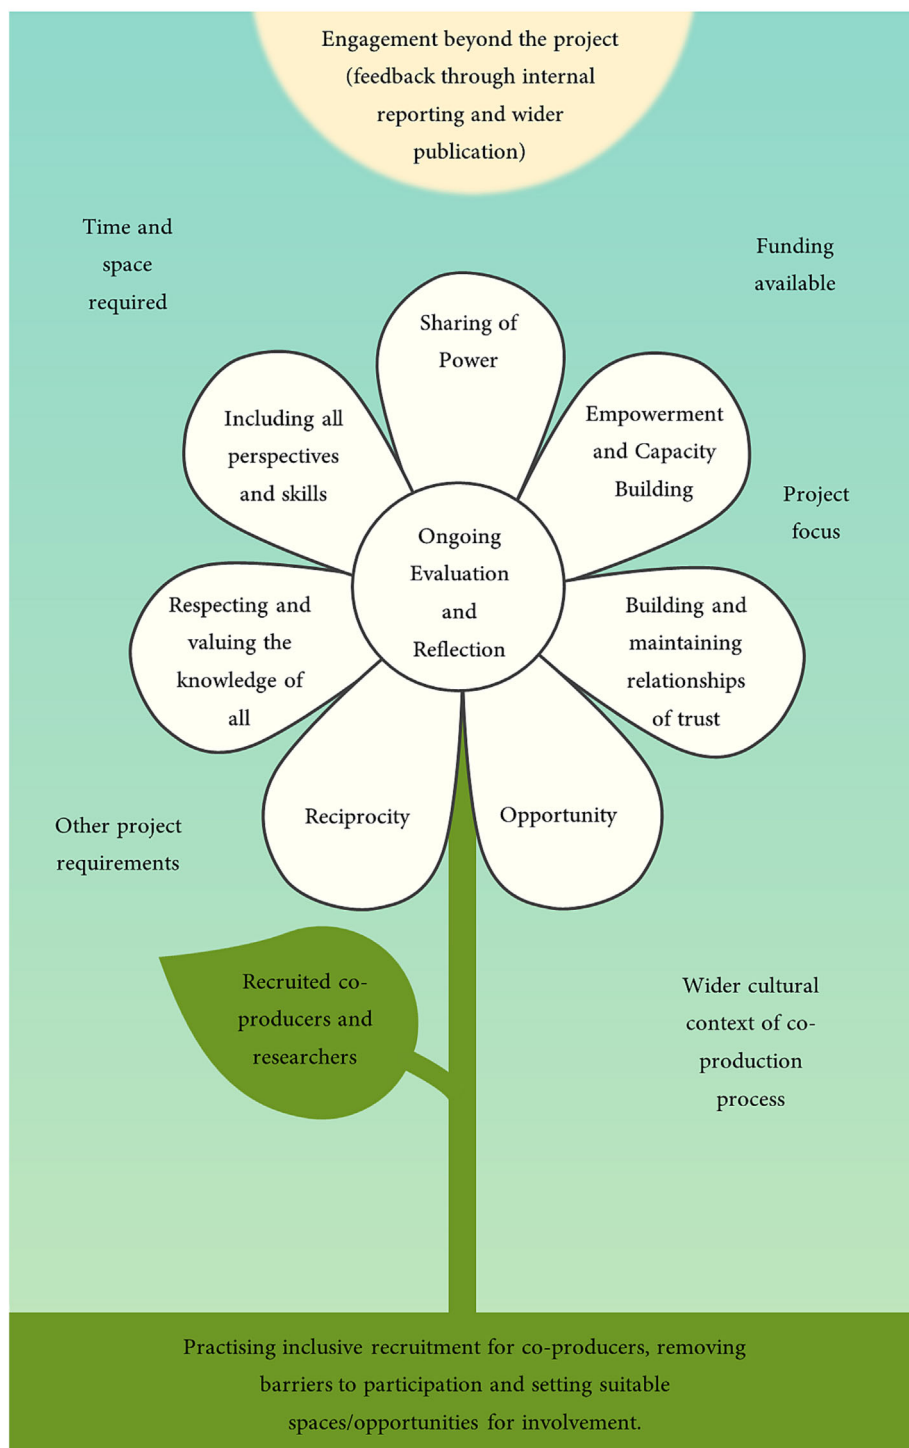 Engagement beyond the project
(feedback through internal
reporting and wider
publication)
Time and
space
required
Funding
available
Sharing of
Power
Including all
perspectives
and skills
Empowerment
and Capacity
Building
Project
focus
Ongoing
Evaluation
and
Reflection
Respecting and
valuing the
knowledge of
all
Building and
maintaining
relationships
of trust
Reciprocity
Opportunity
Other project
requirements
Recruited co-
producers and
researchers
Wider cultural
context of co-
production
process
Practising inclusive recruitment for co-producers, removing
barriers to participation and setting suitable
spaces/opportunities for involvement.